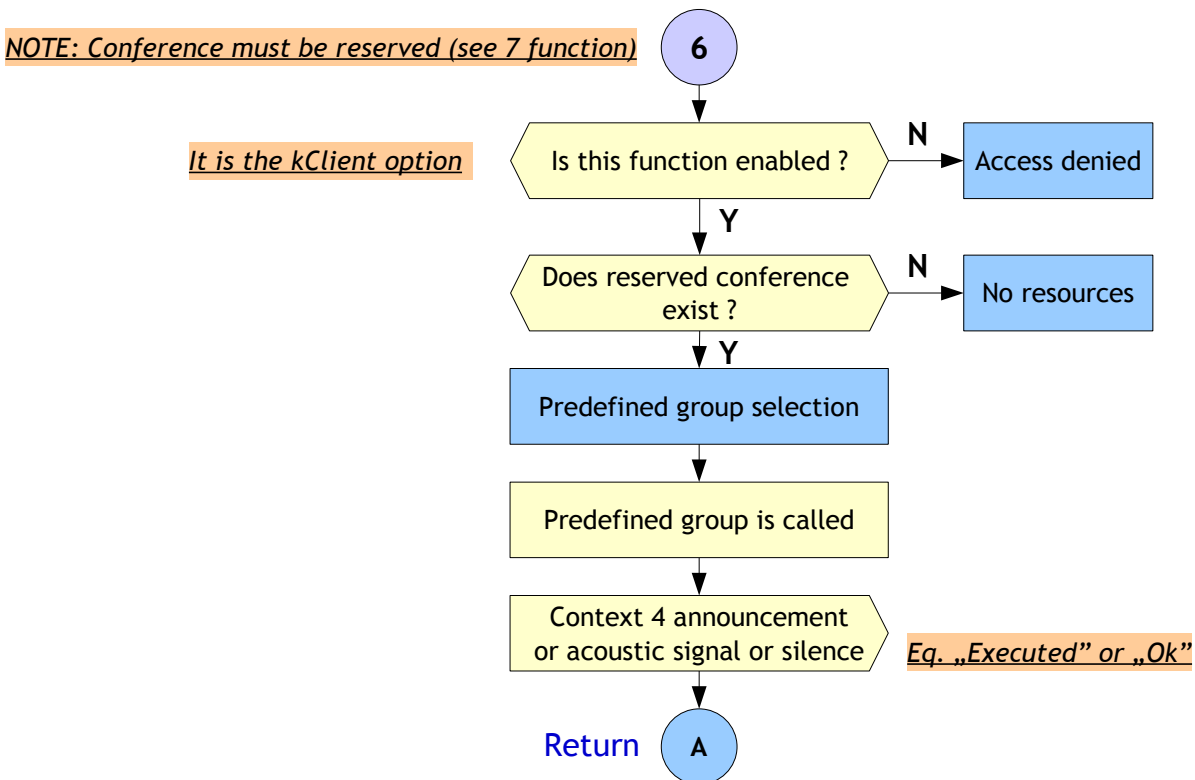 NOTE: Conference must be reserved (see 7 function)
6
It is the kClient option
Is this function enabled ?
N
Access denied
Y
Does reserved conference
exist ?
N
No resources
Y
Predefined group selection
Predefined group is called
Context 4 announcement
or acoustic signal or silence
Eq. „Executed” or „Ok”
Return
A